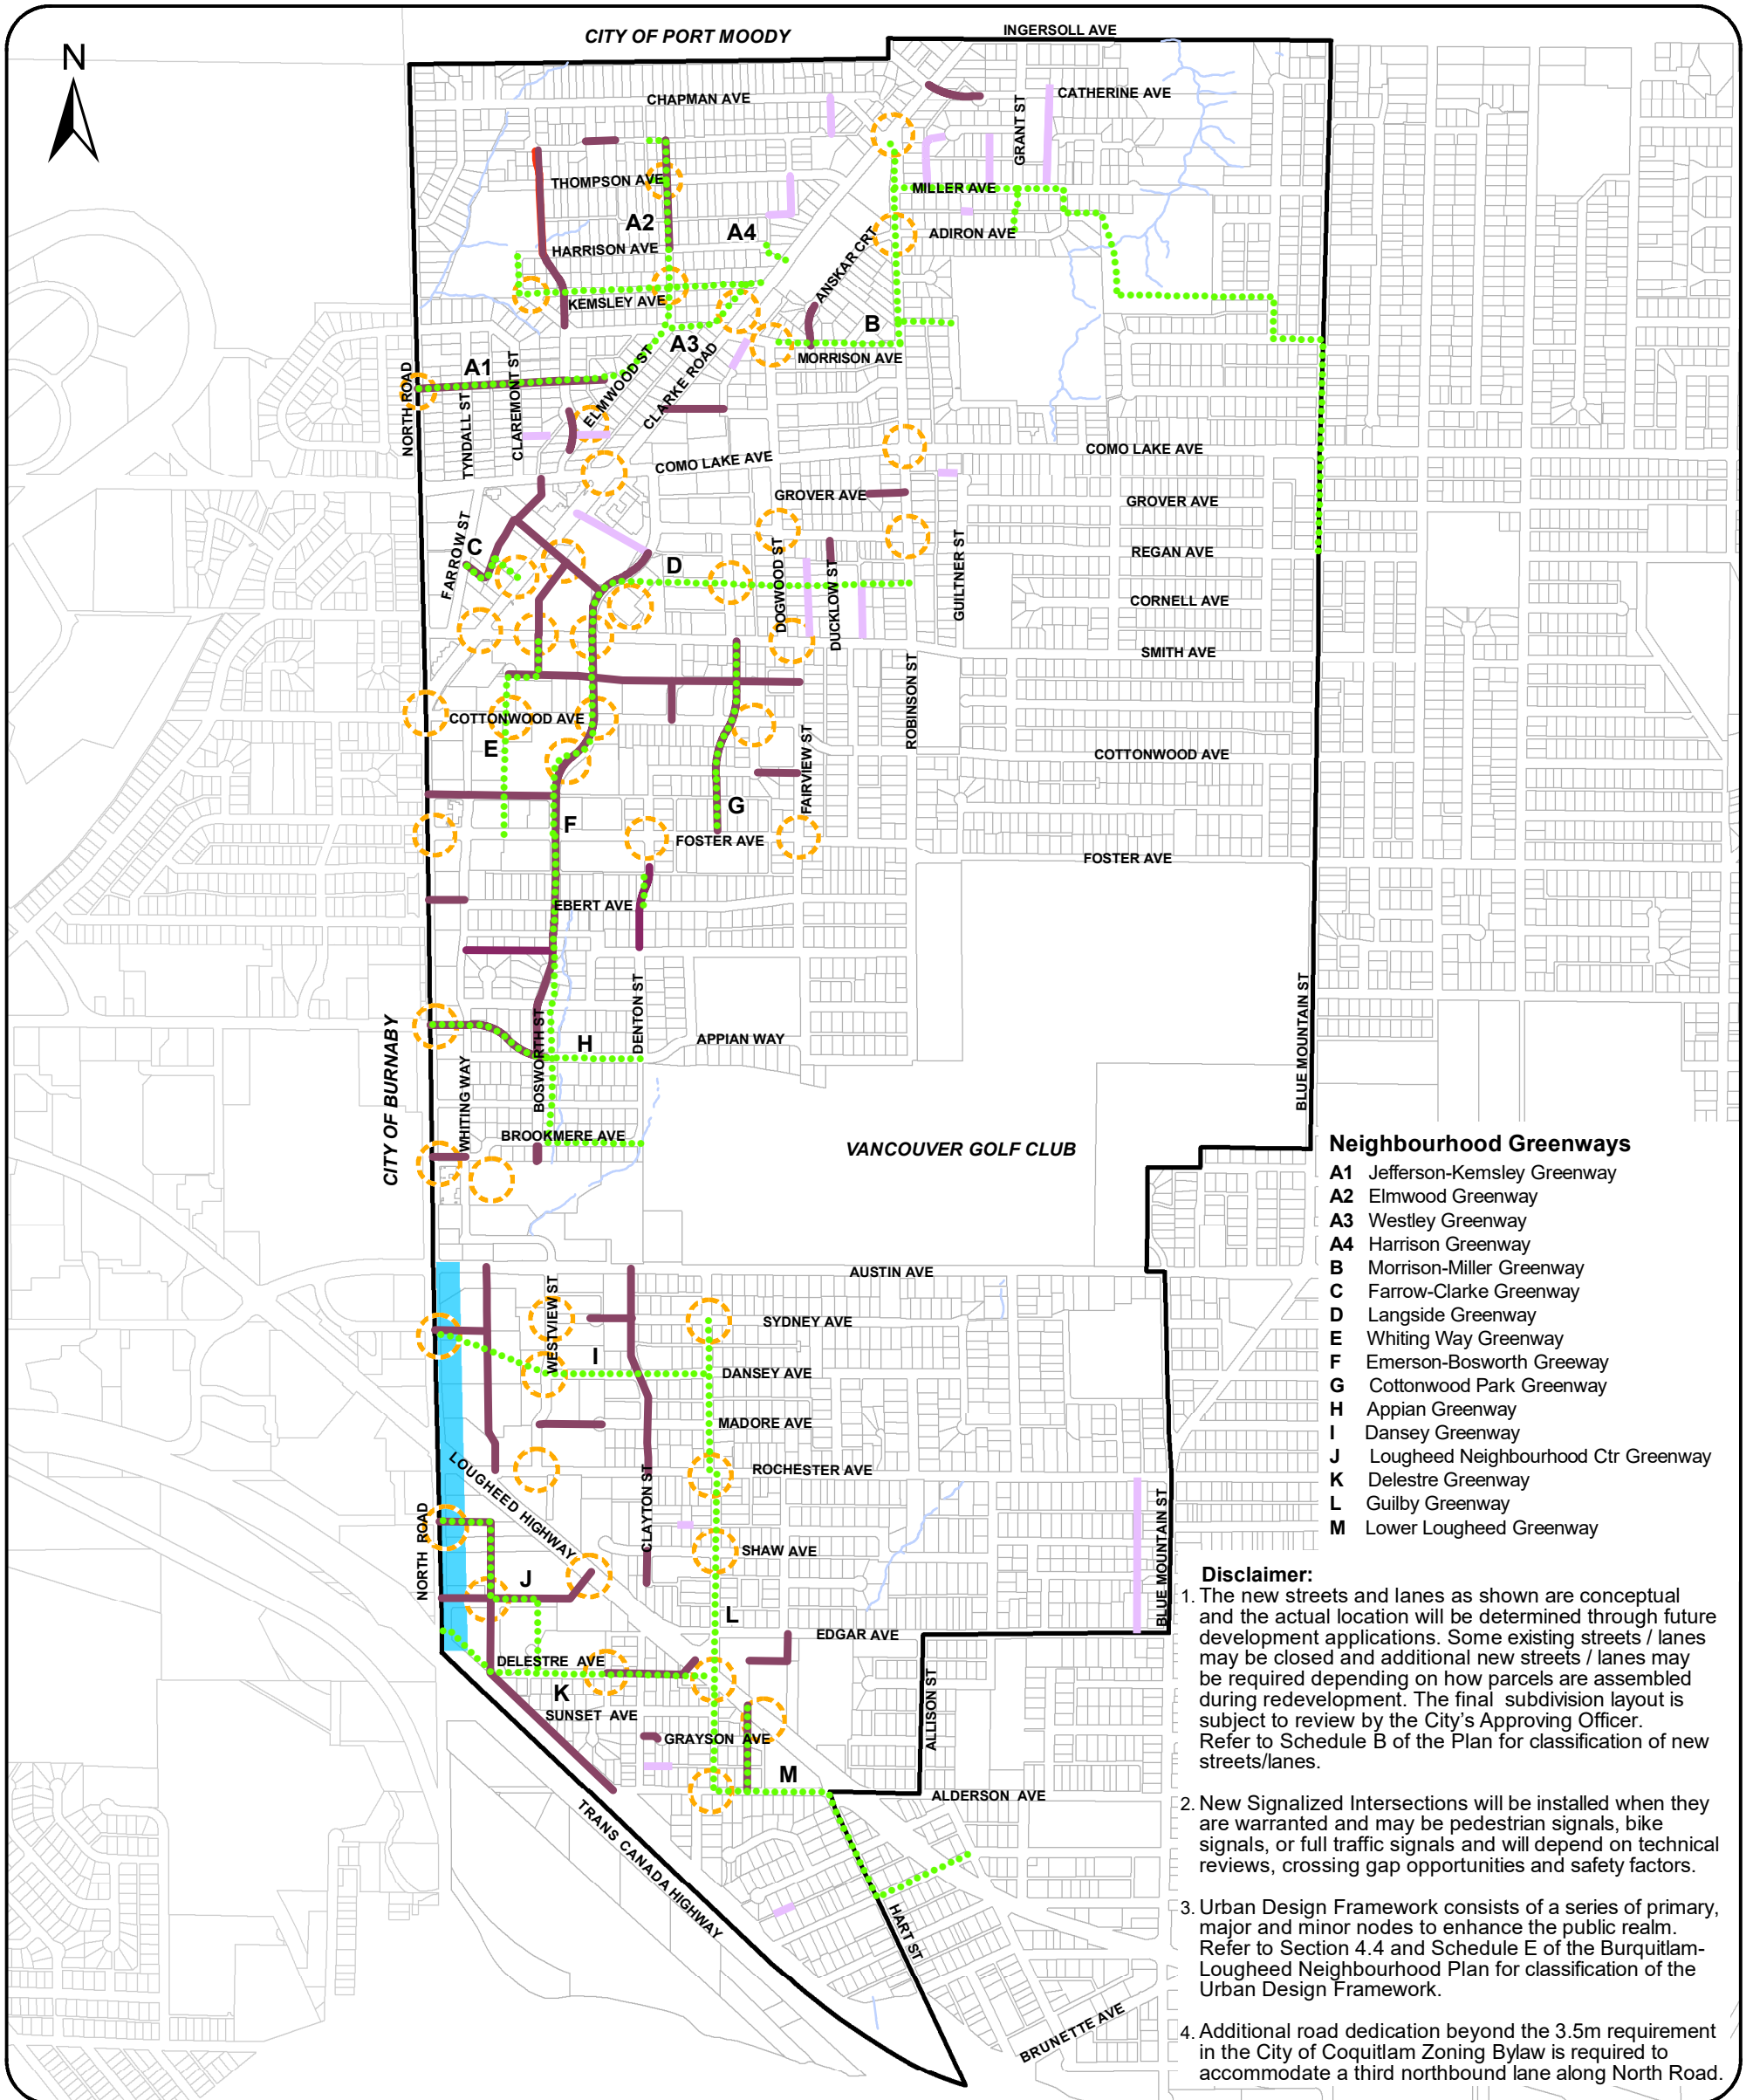 CITY OF PORT MOODY
INGERSOLL AVE
N
CHAPMAN AVE
CATHERINE AVE
GRANT ST
THOMPSON AVE
MILLER AVE
A2
A4
ADIRON AVE
HARRISON AVE
ANSKAR CRT
KEMSLEY AVE
B
A3
MORRISON AVE
A1
NORTH ROAD
TYNDALL ST
CLAREMONT ST
ELMWOOD ST
CLARKE ROAD
COMO LAKE AVE
COMO LAKE AVE
GROVER AVE
GROVER AVE
FARROW ST
C
D
DOGWOOD ST
DUCKLOW ST
GUILTNER ST
REGAN AVE
CORNELL AVE
SMITH AVE
ROBINSON ST
COTTONWOOD AVE
E
FAIRVIEW ST
COTTONWOOD AVE
G
F
FOSTER AVE
FOSTER AVE
EBERT AVE
BLUE MOUNTAIN ST
CITY OF BURNABY
WHITING WAY
BOSWORTH ST
H
DENTON ST
APPIAN WAY
BROOKMERE AVE
VANCOUVER GOLF CLUB
AUSTIN AVE
WESTVIEW ST
SYDNEY AVE
I
DANSEY AVE
MADORE AVE
LOUGHEED HIGHWAY
ROCHESTER AVE
CLAYTON ST
NORTH ROAD
SHAW AVE
BLUE MOUNTAIN ST
J
L
EDGAR AVE
DELESTRE AVE
K
SUNSET AVE
ALLISON ST
GRAYSON AVE
M
ALDERSON AVE
TRANS CANADA HIGHWAY
HART ST
BRUNETTE AVE
Neighbourhood Greenways
A1 Jefferson-Kemsley Greenway
A2 Elmwood Greenway
A3 Westley Greenway
A4 Harrison Greenway
B Morrison-Miller Greenway
C Farrow-Clarke Greenway
D Langside Greenway
E Whiting Way Greenway
F Emerson-Bosworth Greeway
G Cottonwood Park Greenway
H Appian Greenway
I Dansey Greenway
J Lougheed Neighbourhood Ctr Greenway
K Delestre Greenway
L Guilby Greenway
M Lower Lougheed Greenway
Disclaimer:
1. The new streets and lanes as shown are conceptual
and the actual location will be determined through future
development applications. Some existing streets / lanes
may be closed and additional new streets / lanes may
be required depending on how parcels are assembled
during redevelopment. The final subdivision layout is
subject to review by the City's Approving Officer.
Refer to Schedule B of the Plan for classification of new
streets/lanes.
2. New Signalized Intersections will be installed when they
are warranted and may be pedestrian signals, bike
signals, or full traffic signals and will depend on technical
reviews, crossing gap opportunities and safety factors.
3. Urban Design Framework consists of a series of primary,
major and minor nodes to enhance the public realm.
Refer to Section 4.4 and Schedule E of the Burquitlam-
Lougheed Neighbourhood Plan for classification of the
Urban Design Framework.
4. Additional road dedication beyond the 3.5m requirement
in the City of Coquitlam Zoning Bylaw is required to
accommodate a third northbound lane along North Road.